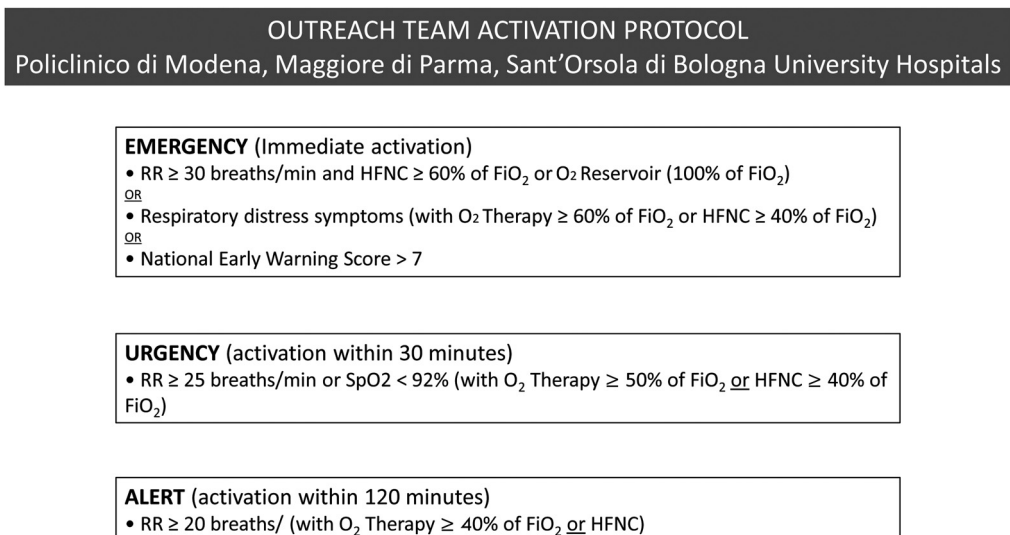 OUTREACH TEAM ACTIVATION PROTOCOL
Policlinico di Modena, Maggiore di Parma, Sant’Orsola di Bologna University Hospitals
EMERGENCY (Immediate activation)
• RR ≥ 30 breaths/min and HFNC ≥ 60% of FiO₂ or O2 Reservoir (100% of FiO₂)
OR
• Respiratory distress symptoms (with O2 Therapy ≥ 60% of FiO₂ or HFNC ≥ 40% of FiO₂)
OR
• National Early Warning Score > 7
URGENCY (activation within 30 minutes)
• RR ≥ 25 breaths/min or SpO2 < 92% (with O₂ Therapy ≥ 50% of FiO₂ or HFNC ≥ 40% of
FiO₂)
ALERT (activation within 120 minutes)
• RR ≥ 20 breaths/ (with O₂ Therapy ≥ 40% of FiO₂ or HFNC)